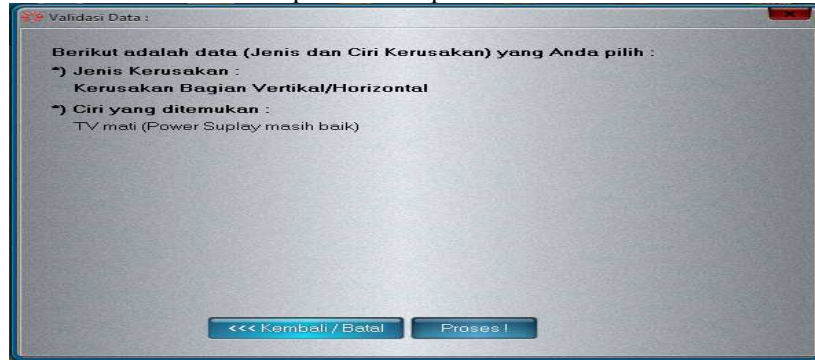 Validasi Data :
Berikut adalah data (Jenis dan Ciri Kerusakan) yang Anda pilih :
*) Jenis Kerusakan :
Kerusakan Bagian Vertikal/Horizontal
*) Ciri yang ditemukan :
TV mati (Power Suplay masih baik)
<<< Kembali / Batal
Proses !